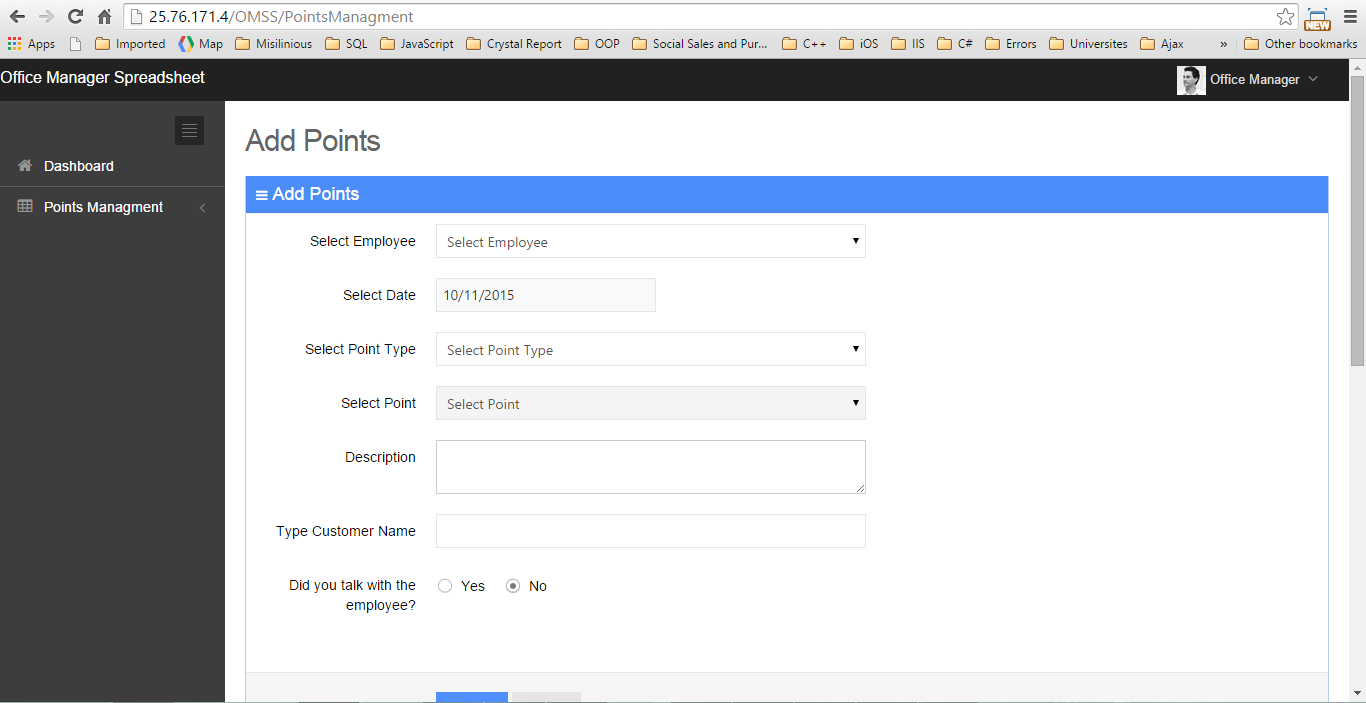 25.76.171.4/OMSS/PointsManagment
NEW
Apps Imported Map Misilinious SQL JavaScript Crystal Report OOP Social Sales and Pur... C++ iOS IIS C# Errors Universites Ajax » Other bookmarks
Office Manager Spreadsheet
Office Manager
Add Points
Dashboard
Points Managment
Add Points
Select Employee Select Employee
Select Date 10/11/2015
Select Point Type Select Point Type
Select Point Select Point
Description
Type Customer Name
Did you talk with the
employee?
Yes No